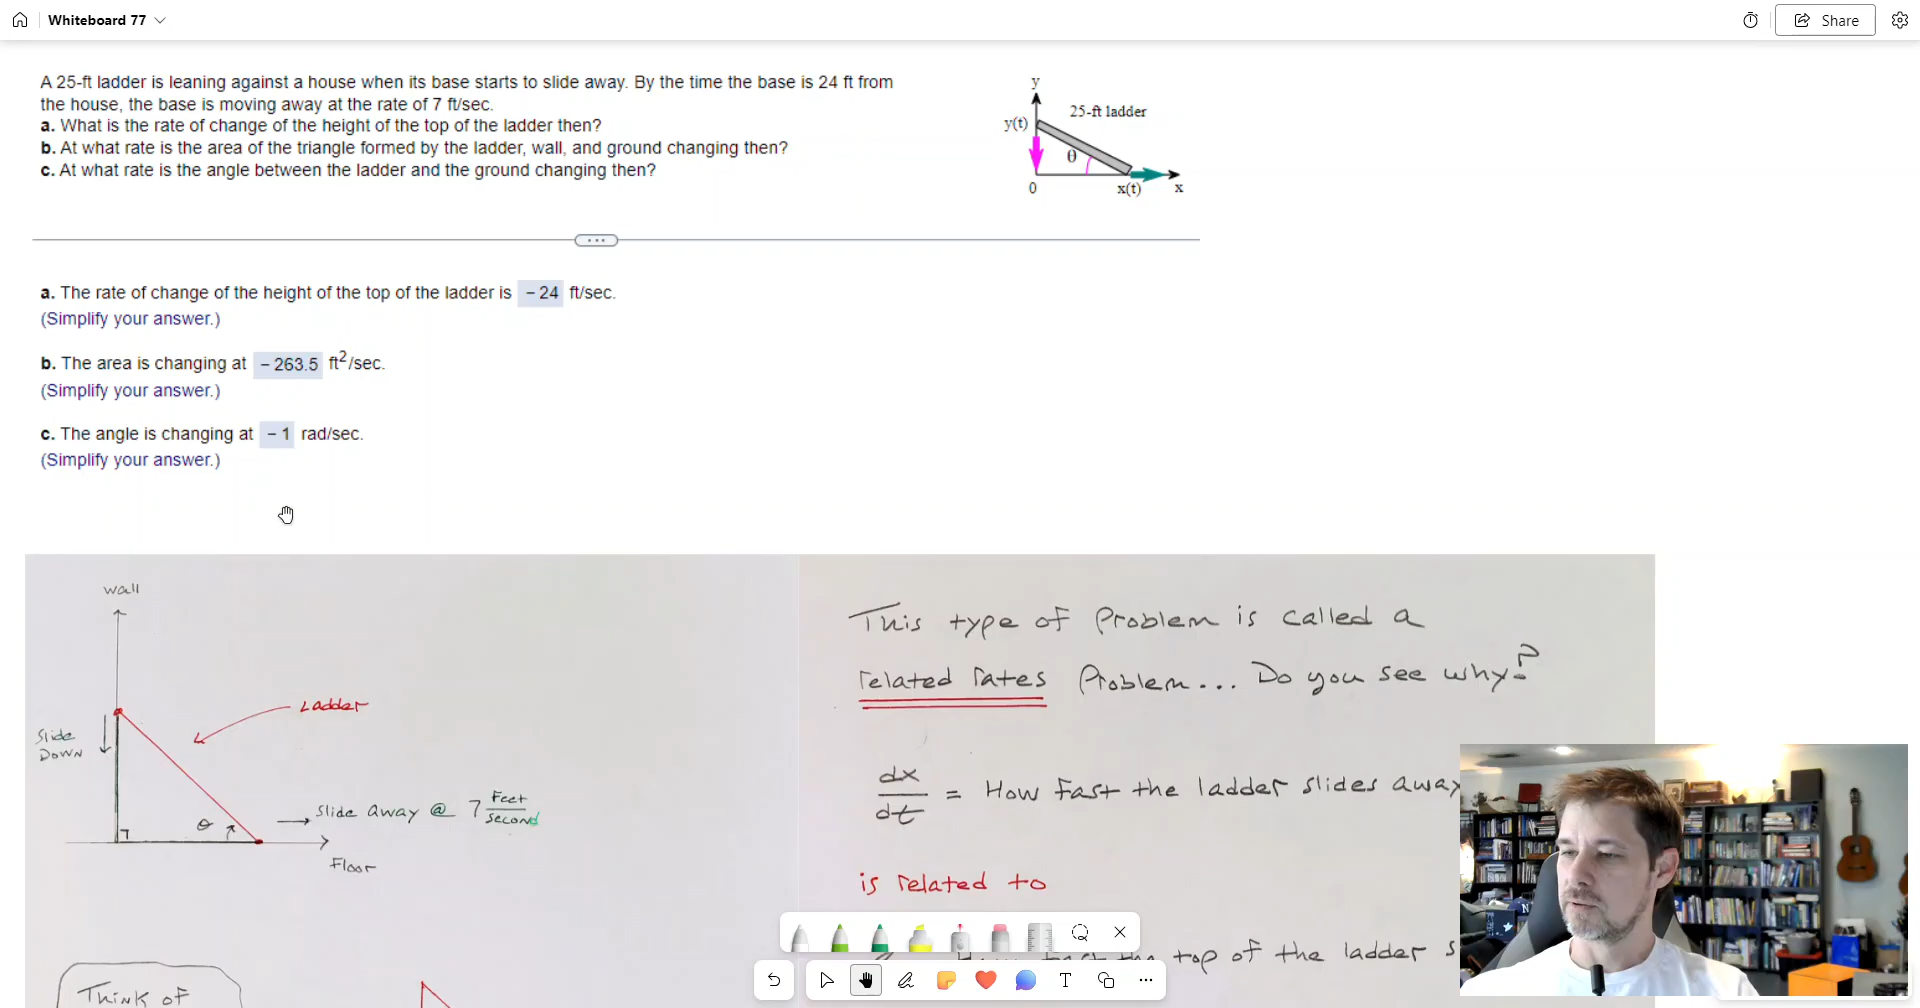 Whiteboard 77
Share
A 25-ft ladder is leaning against a house when its base starts to slide away. By the time the base is 24 ft from
the house, the base is moving away at the rate of 7 ft/sec.
a. What is the rate of change of the height of the top of the ladder then?
b. At what rate is the area of the triangle formed by the ladder, wall, and ground changing then?
c. At what rate is the angle between the ladder and the ground changing then?
y
25-ft ladder
y(t)
θ
0
x(t)
x
a. The rate of change of the height of the top of the ladder is - 24 ft/sec.
(Simplify your answer.)
b. The area is changing at - 263.5 ft²/sec.
(Simplify your answer.)
c. The angle is changing at - 1 rad/sec.
(Simplify your answer.)
wall
Ladder
Slide
Down
θ
Slide away @ 7 Feet/Second
Floor
Think of
This type of Problem is called a
related rates Problem... Do you see why?
dx/dt = How fast the ladder slides away
is related to
top of the ladder s
T